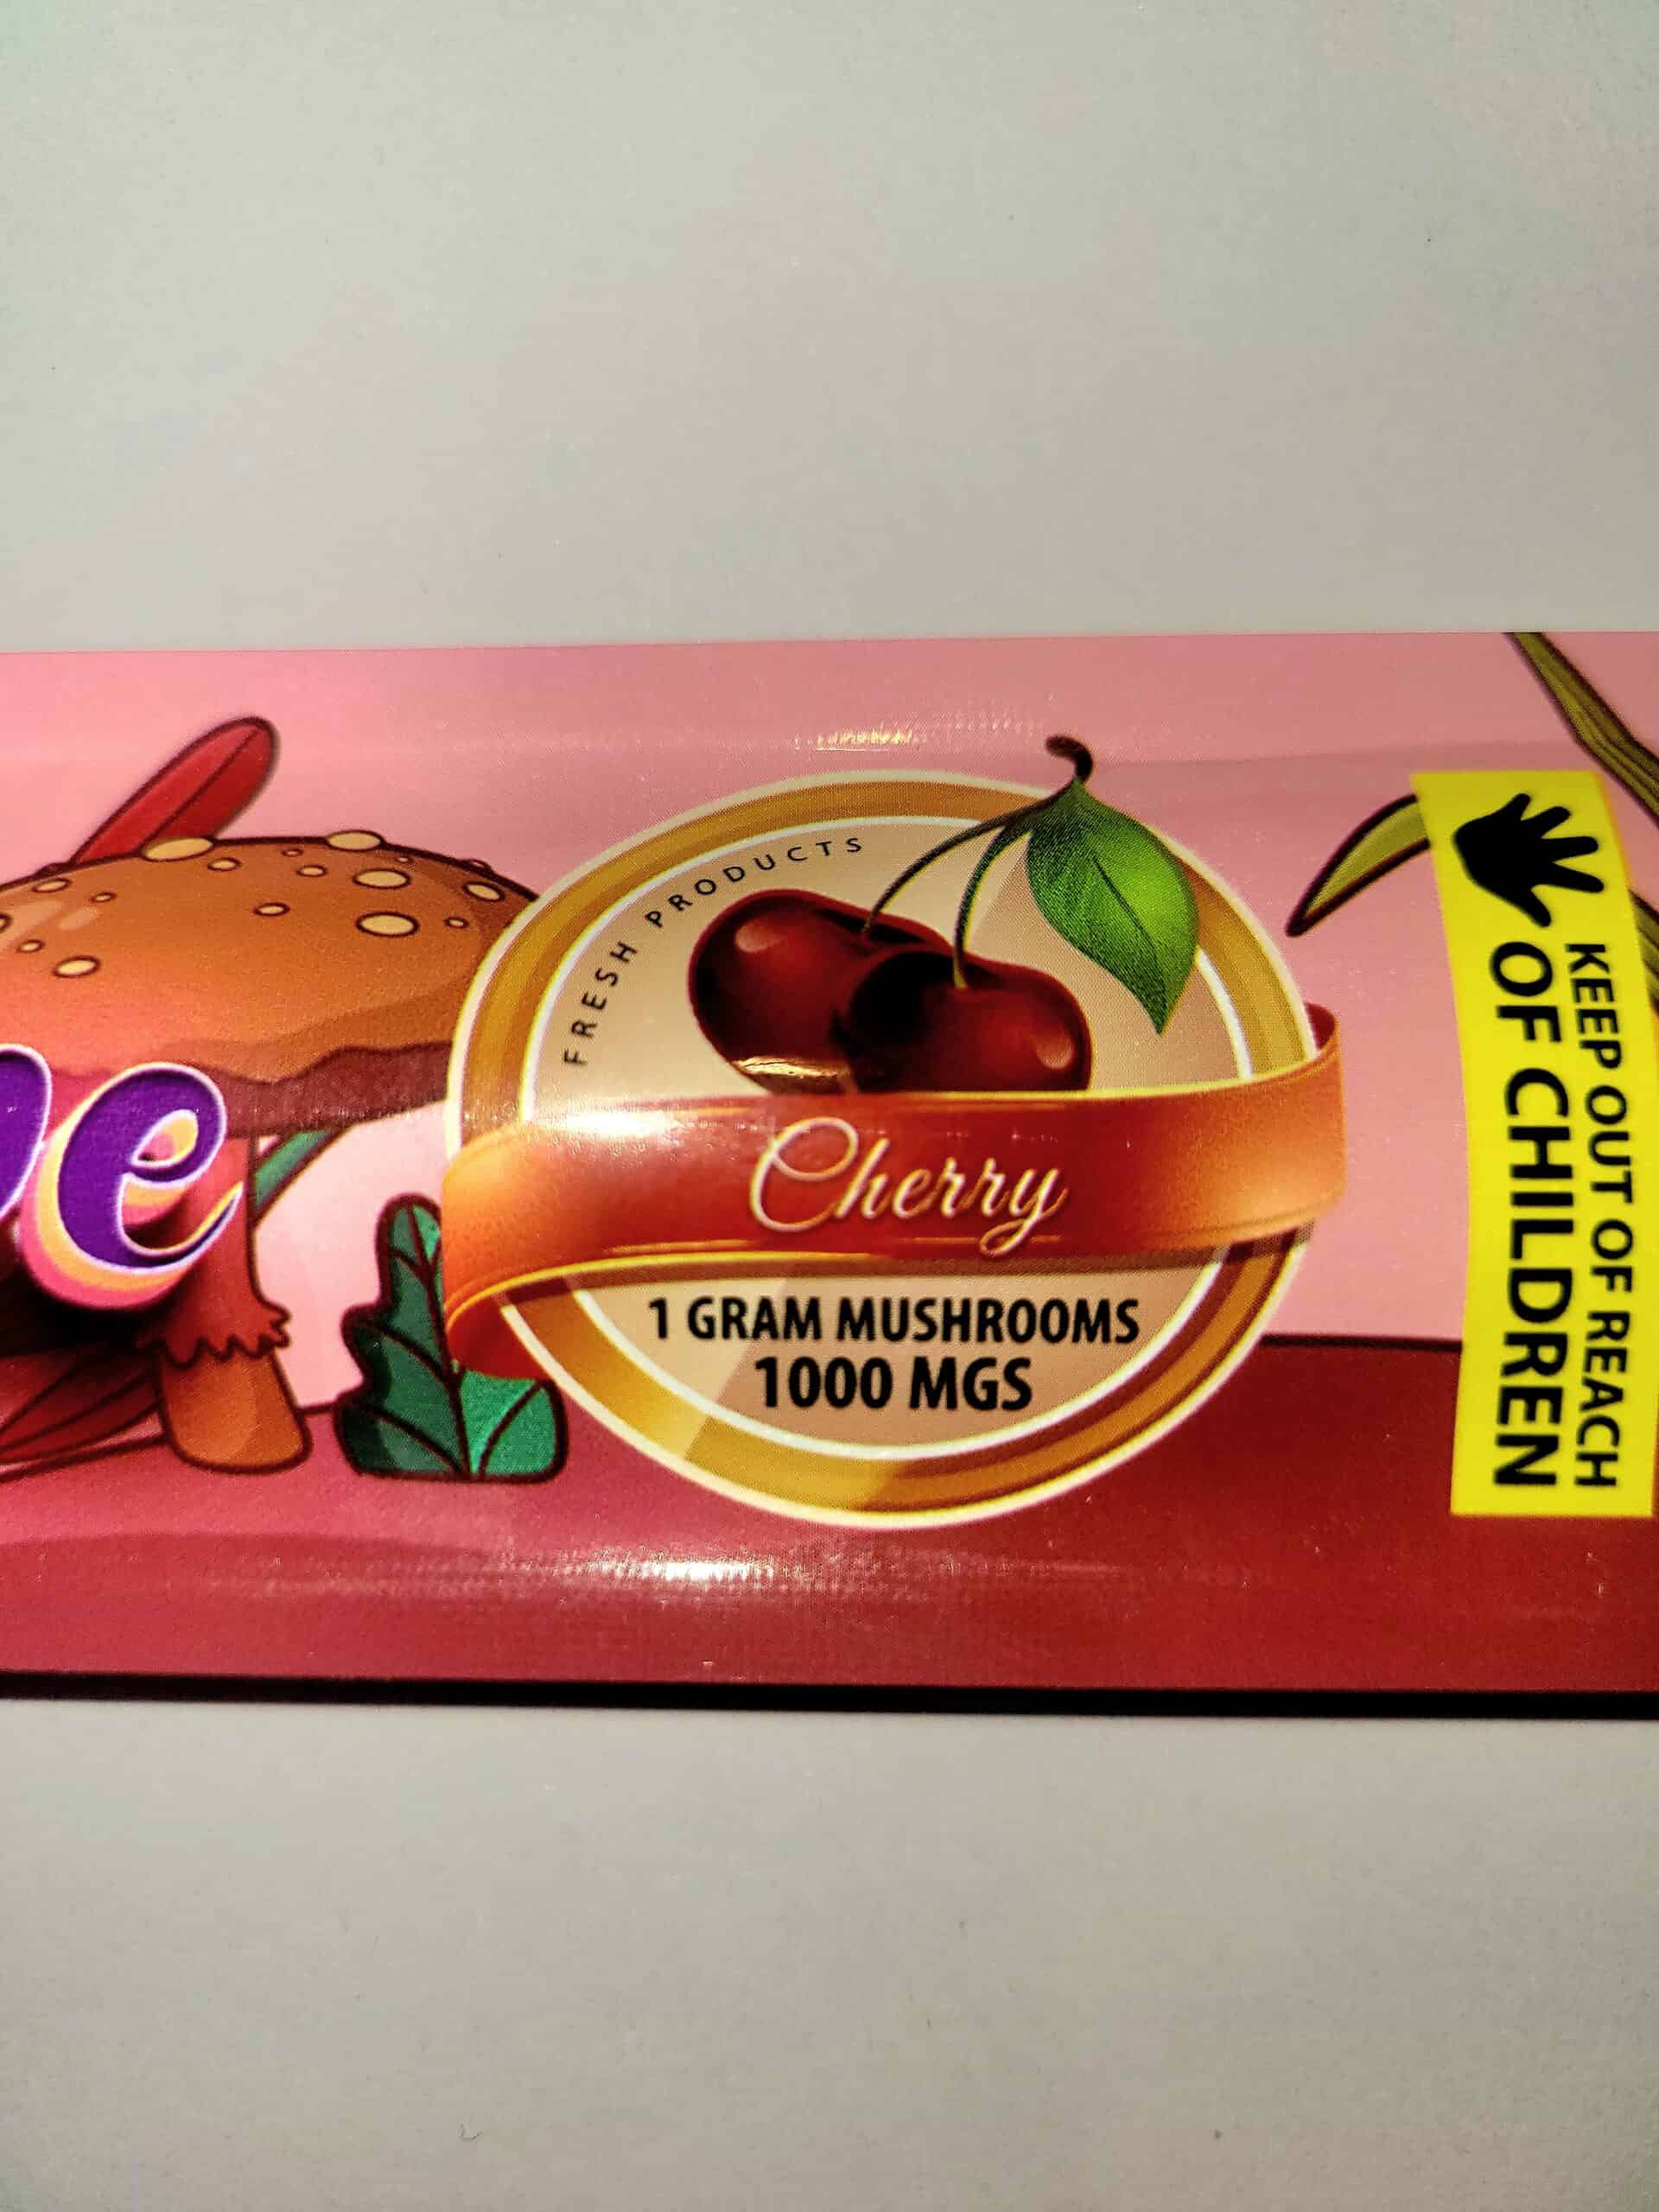 FRESH PRODUCTS
Cherry
1 GRAM MUSHROOMS
1000 MGS
KEEP OUT OF REACH
OF CHILDREN